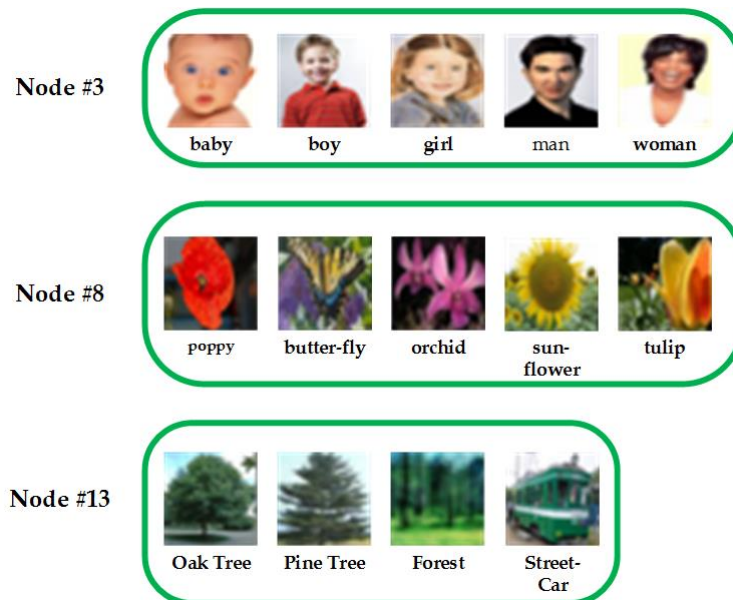 Node #3
baby boy girl man woman
Node #8
poppy butter-fly orchid sun- tulip
flower
Node #13
Oak Tree Pine Tree Forest Street-
Car